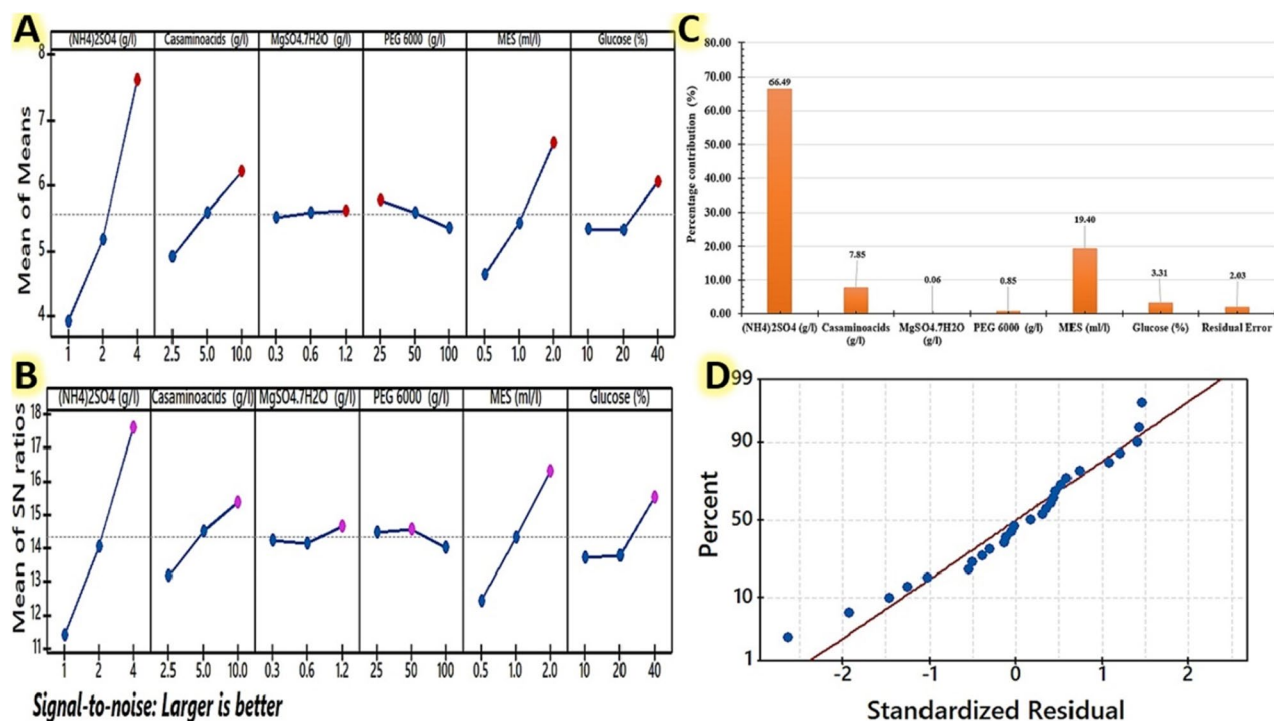 A
(NH4)2SO4 (g/l) Casaminoacids (g/l) MgSO4.7H2O (g/l) PEG 6000 (g/l) MES (ml/l) Glucose (%)
Mean of Means
8
7
6
5
4
1 2 4 2.5 5.0 10.0 0.3 0.6 1.2 25 50 100 0.5 1.0 2.0 10 20 40
B
(NH4)2SO4 (g/l) Casaminoacids (g/l) MgSO4.7H2O (g/l) PEG 6000 (g/l) MES (ml/l) Glucose (%)
Mean of SN ratios
18
17
16
15
14
13
12
11
1 2 4 2.5 5.0 10.0 0.3 0.6 1.2 25 50 100 0.5 1.0 2.0 10 20 40
Signal-to-noise: Larger is better
C
Percentage contribution (%)
80.00
70.00
60.00
50.00
40.00
30.00
20.00
10.00
0.00
66.49
7.85
0.06
0.85
19.40
3.31
2.03
(NH4)2SO4 (g/l) Casaminoacids MgSO4.7H2O PEG 6000 (g/l) MES (ml/l) Glucose (%) Residual Error
(g/l) (g/l)
D
Percent
99
90
50
10
1
-2 -1 0 1 2
Standardized Residual